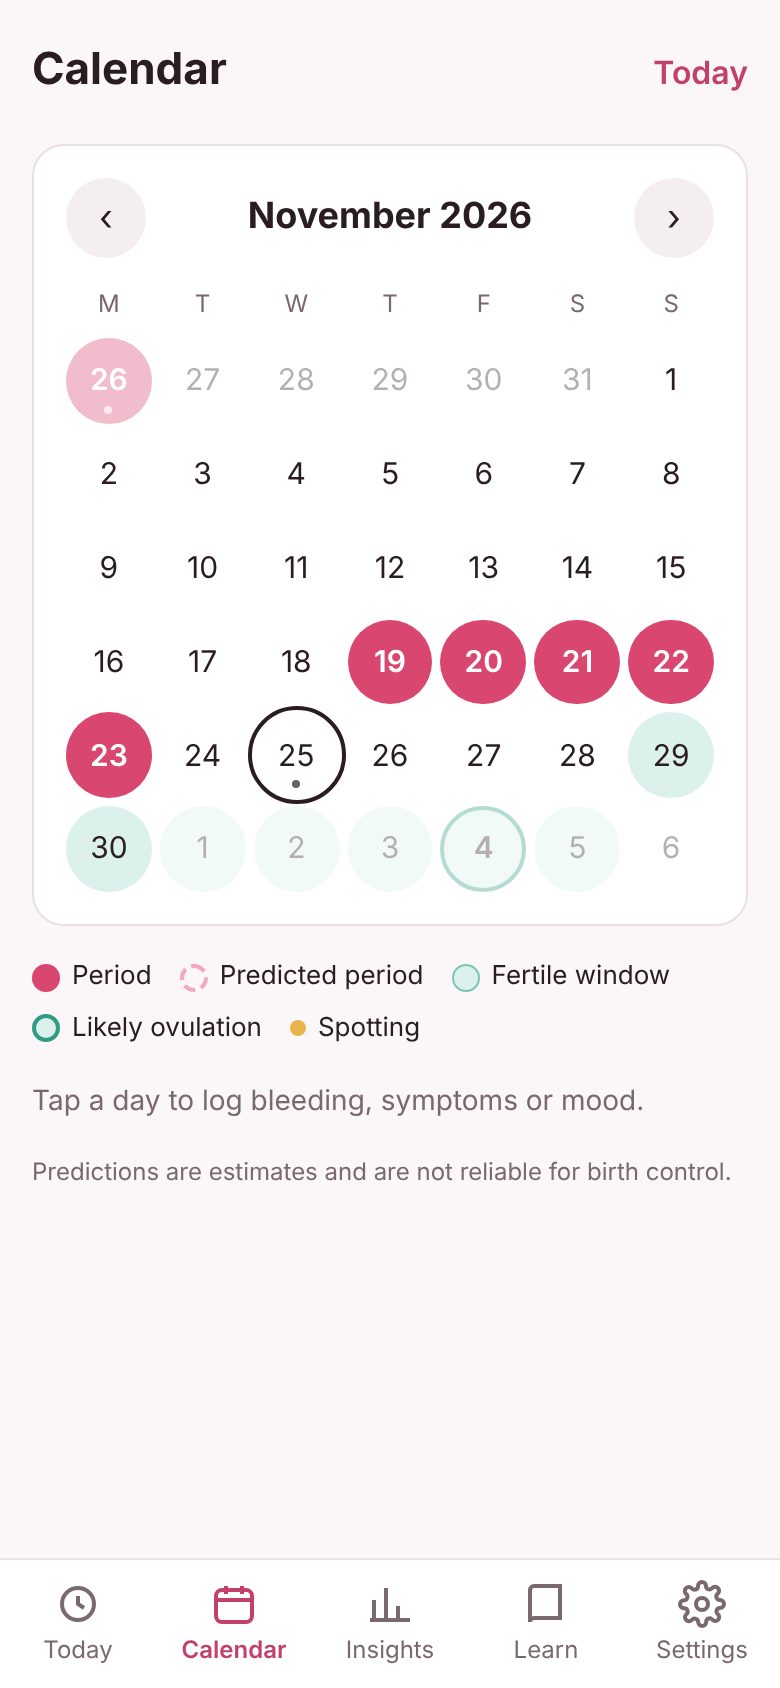 Calendar Today
‹ November 2026 ›
M T W T F S S
26 27 28 29 30 31 1
2 3 4 5 6 7 8
9 10 11 12 13 14 15
16 17 18 19 20 21 22
23 24 25 26 27 28 29
30 1 2 3 4 5 6
Period Predicted period Fertile window
Likely ovulation Spotting
Tap a day to log bleeding, symptoms or mood.
Predictions are estimates and are not reliable for birth control.
Today Calendar Insights Learn Settings